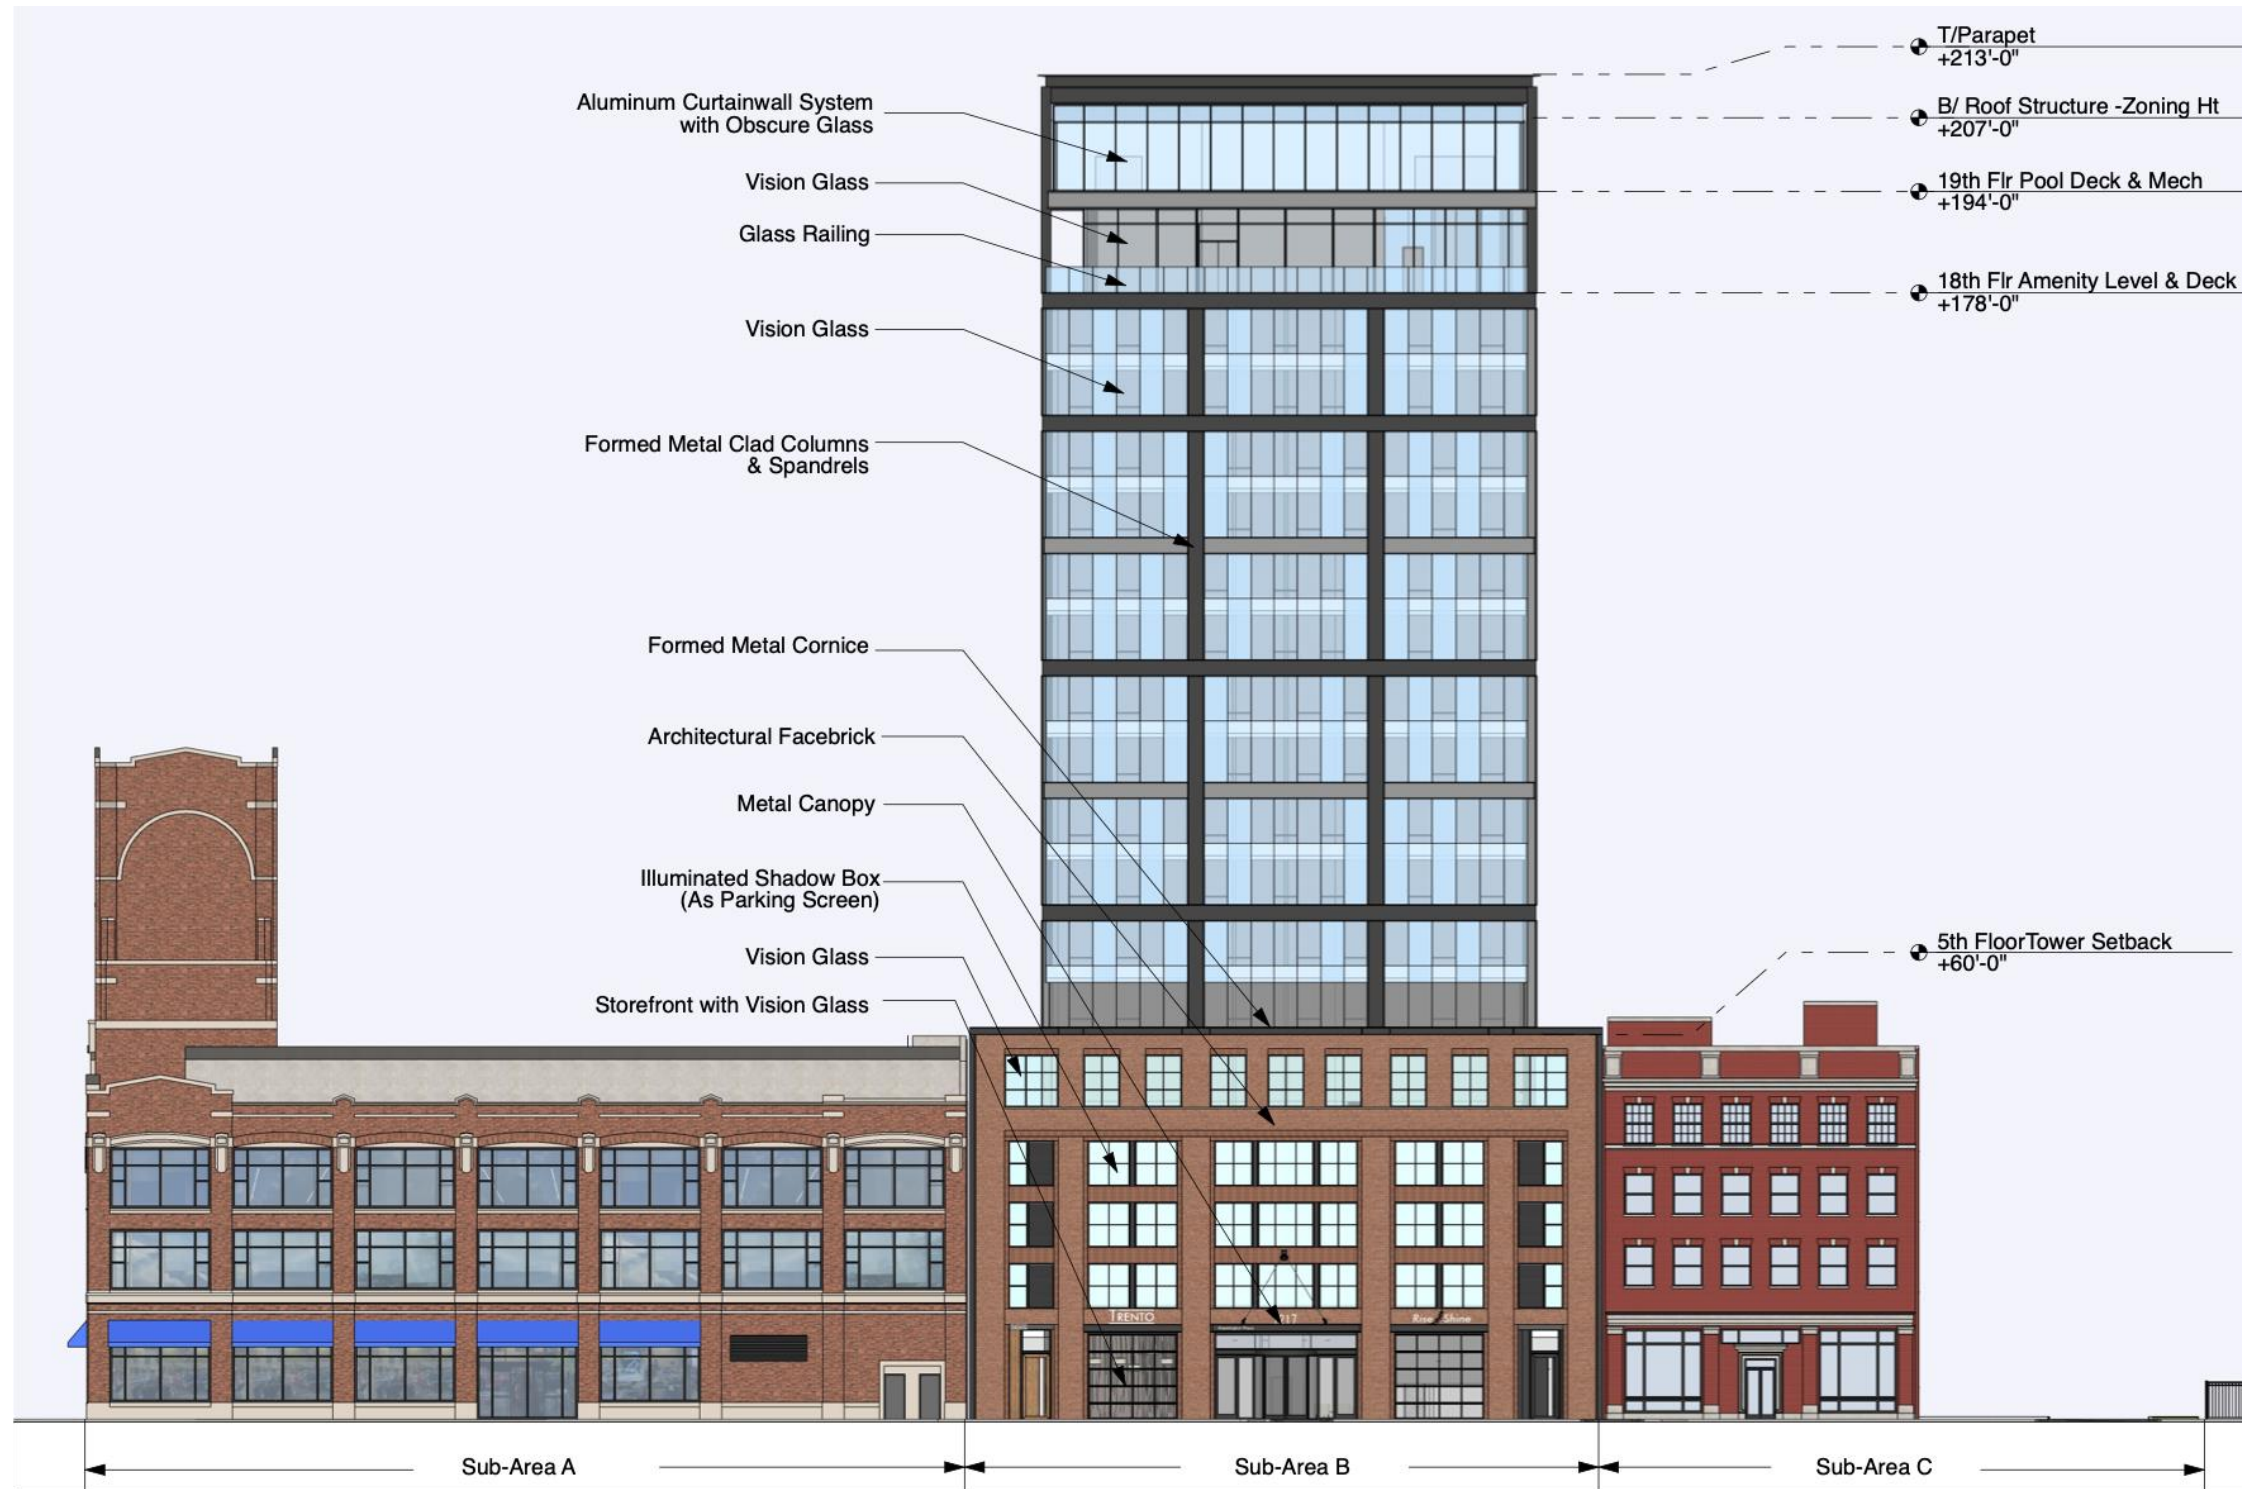 Aluminum Curtainwall System
with Obscure Glass
Vision Glass
Glass Railing
Vision Glass
Formed Metal Clad Columns
& Spandrels
Formed Metal Cornice
Architectural Facebrick
Metal Canopy
Illuminated Shadow Box
(As Parking Screen)
Vision Glass
Storefront with Vision Glass
T/Parapet
+213'-0"
B/ Roof Structure -Zoning Ht
+207'-0"
19th Flr Pool Deck & Mech
+194'-0"
18th Flr Amenity Level & Deck
+178'-0"
5th FloorTower Setback
+60'-0"
TRENTO
Rise Shine
Sub-Area A
Sub-Area B
Sub-Area C